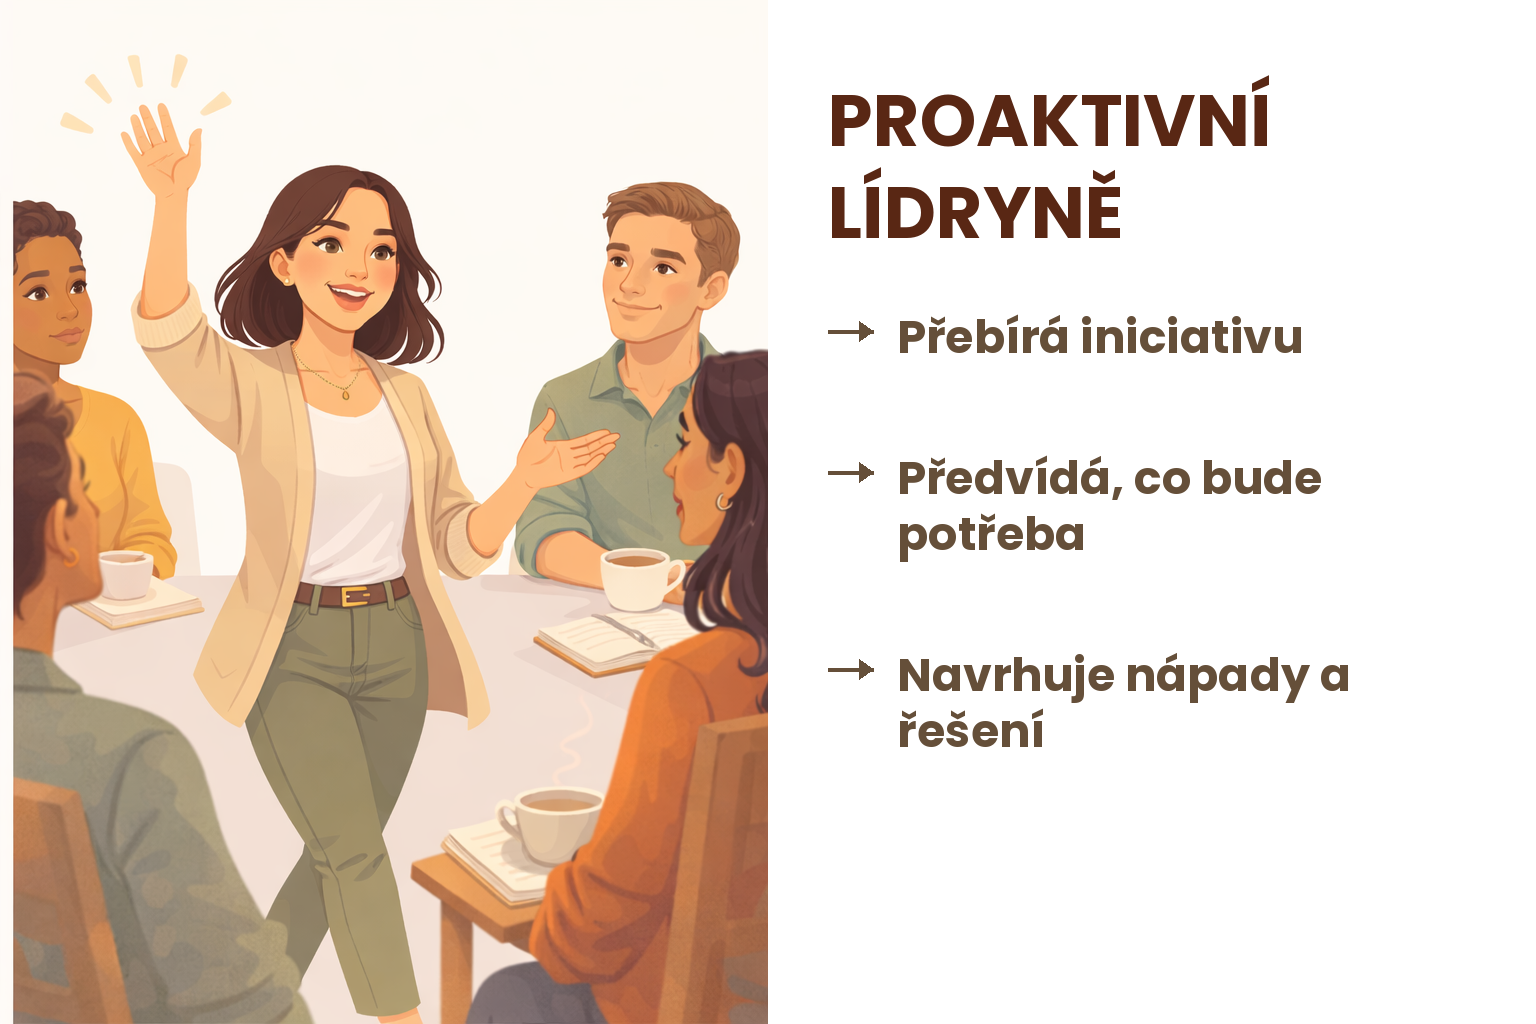 PROAKTIVNÍ
LÍDRYNĚ
Přebírá iniciativu
Předvídá, co bude
potřeba
Navrhuje nápady a
řešení